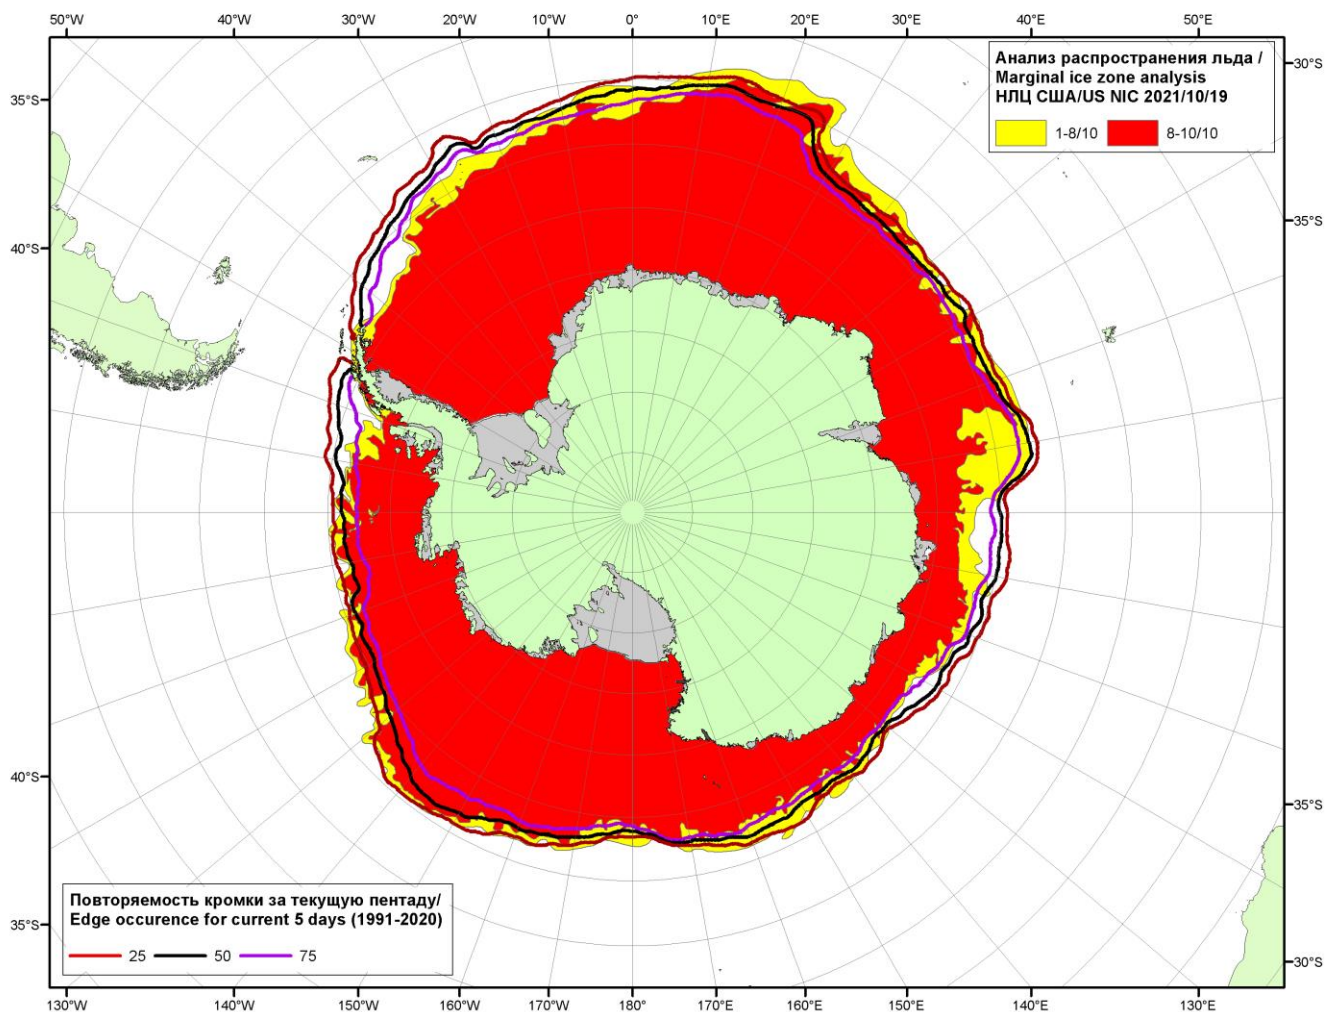 50°W 40°W 30°W 20°W 10°W 0° 10°E 20°E 30°E 40°E 50°E
Анализ распространения льда /
Marginal ice zone analysis
НЛЦ США/US NIC 2021/10/19
1-8/10 8-10/10
30°S
35°S
35°S
40°S
40°S
35°S
35°S
30°S
Повторяемость кромки за текущую пентаду/
Edge occurence for current 5 days (1991-2020)
25 50 75
130°W 140°W 150°W 160°W 170°W 180° 170°E 160°E 150°E 140°E 130°E